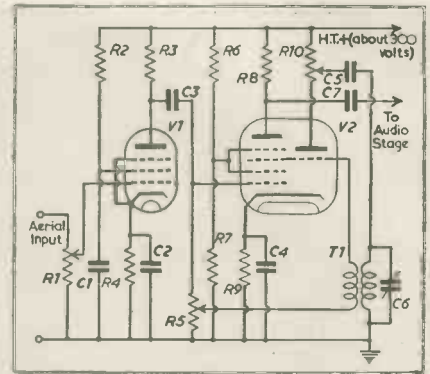 R2
R3
R6
R8
R10
H.T.+(about 300
volts)
C5
C7
C3
V1
V2
To
Audio
Stage
Aerial
Input
R1
C1
R4
C2
R5
R7
R9
C4
T1
C6